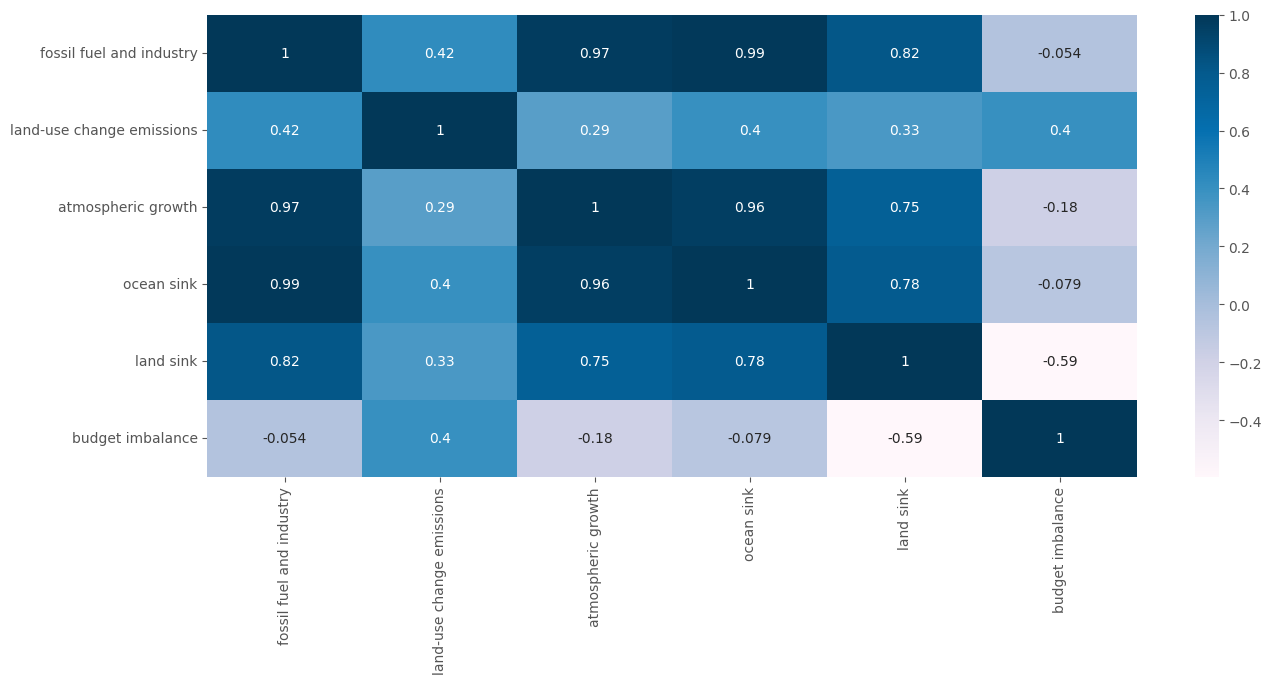 fossil fuel and industry 1 0.42 0.97 0.99 0.82 -0.054
land-use change emissions 0.42 1 0.29 0.4 0.33 0.4
atmospheric growth 0.97 0.29 1 0.96 0.75 -0.18
ocean sink 0.99 0.4 0.96 1 0.78 -0.079
land sink 0.82 0.33 0.75 0.78 1 -0.59
budget imbalance -0.054 0.4 -0.18 -0.079 -0.59 1
fossil fuel and industry
land-use change emissions
atmospheric growth
ocean sink
land sink
budget imbalance
1.0
0.8
0.6
0.4
0.2
0.0
−0.2
−0.4